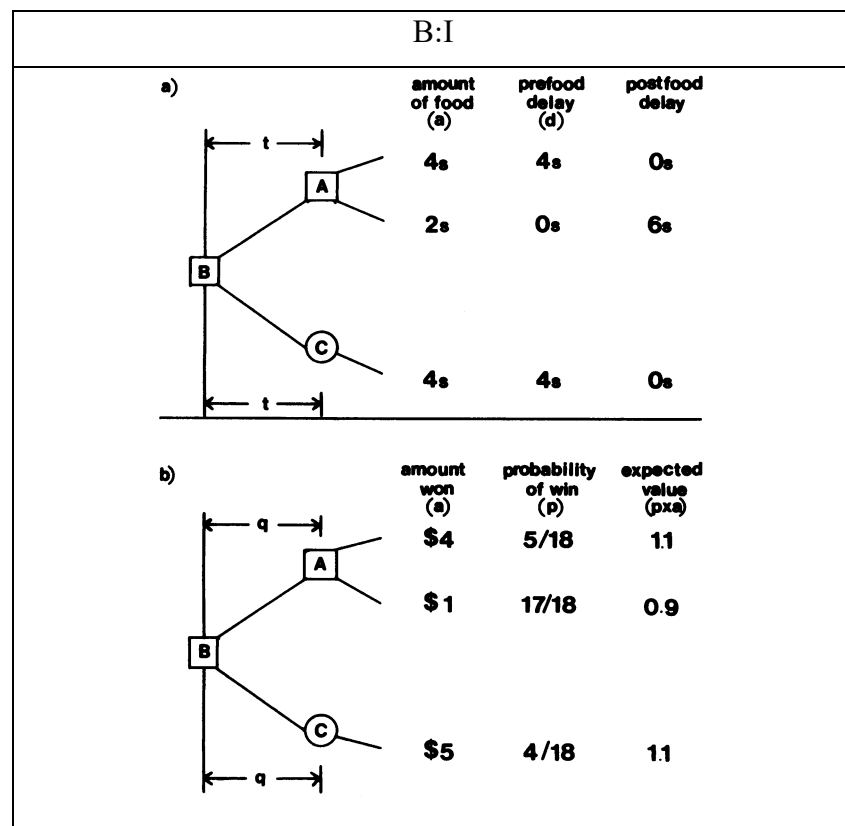 B:I
a)
amount prefood postfood
of food delay delay
(a) (d)
t
A
4s 4s 0s
2s 0s 6s
B
C
4s 4s 0s
t
b)
amount probability expected
won of win value
(a) (p) (pxa)
q
$4 5/18 1.1
A
$1 17/18 0.9
B
C
$5 4/18 1.1
q